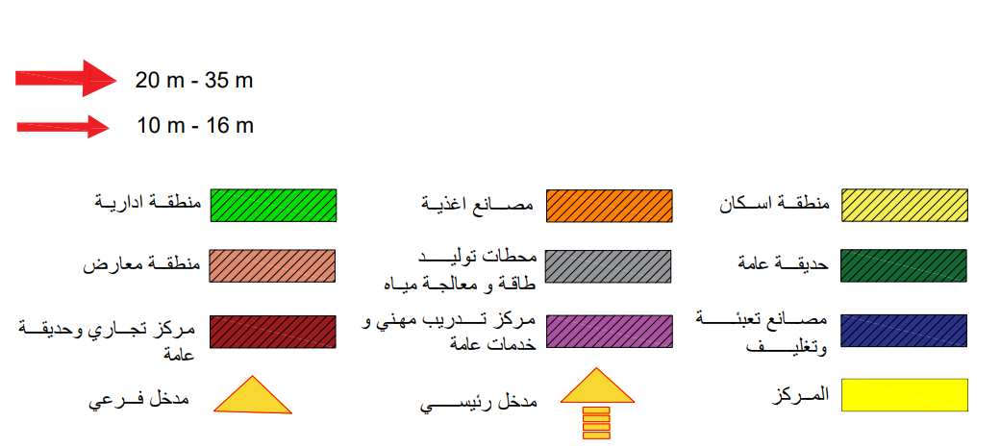 20 m - 35 m
10 m - 16 m
منطقة اسكان
مصانع اغذية
منطقة ادارية
حديقة عامة
محطات توليد
طاقة و معالجة مياه
منطقة معارض
مصانع تعبئة
وتغليف
مركز تدريب مهني و
خدمات عامة
مركز تجاري وحديقة
عامة
المركز
مدخل رئيسي
مدخل فرعي